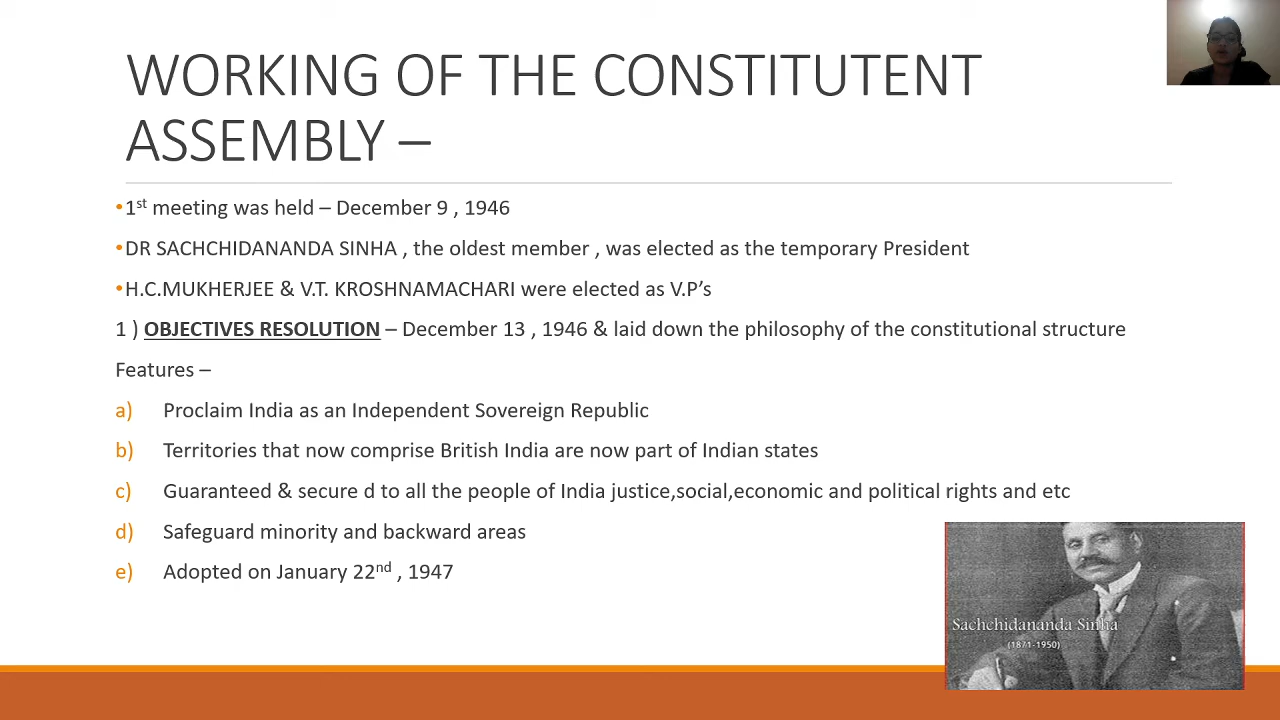 WORKING OF THE CONSTITUTENT
ASSEMBLY –
•1st meeting was held – December 9 , 1946
•DR SACHCHIDANANDA SINHA , the oldest member , was elected as the temporary President
•H.C.MUKHERJEE & V.T. KROSHNAMACHARI were elected as V.P’s
1 ) OBJECTIVES RESOLUTION – December 13 , 1946 & laid down the philosophy of the constitutional structure
Features –
a) Proclaim India as an Independent Sovereign Republic
b) Territories that now comprise British India are now part of Indian states
c) Guaranteed & secure d to all the people of India justice,social,economic and political rights and etc
d) Safeguard minority and backward areas
e) Adopted on January 22nd , 1947
Sachchidananda Sinha
(1871-1950)